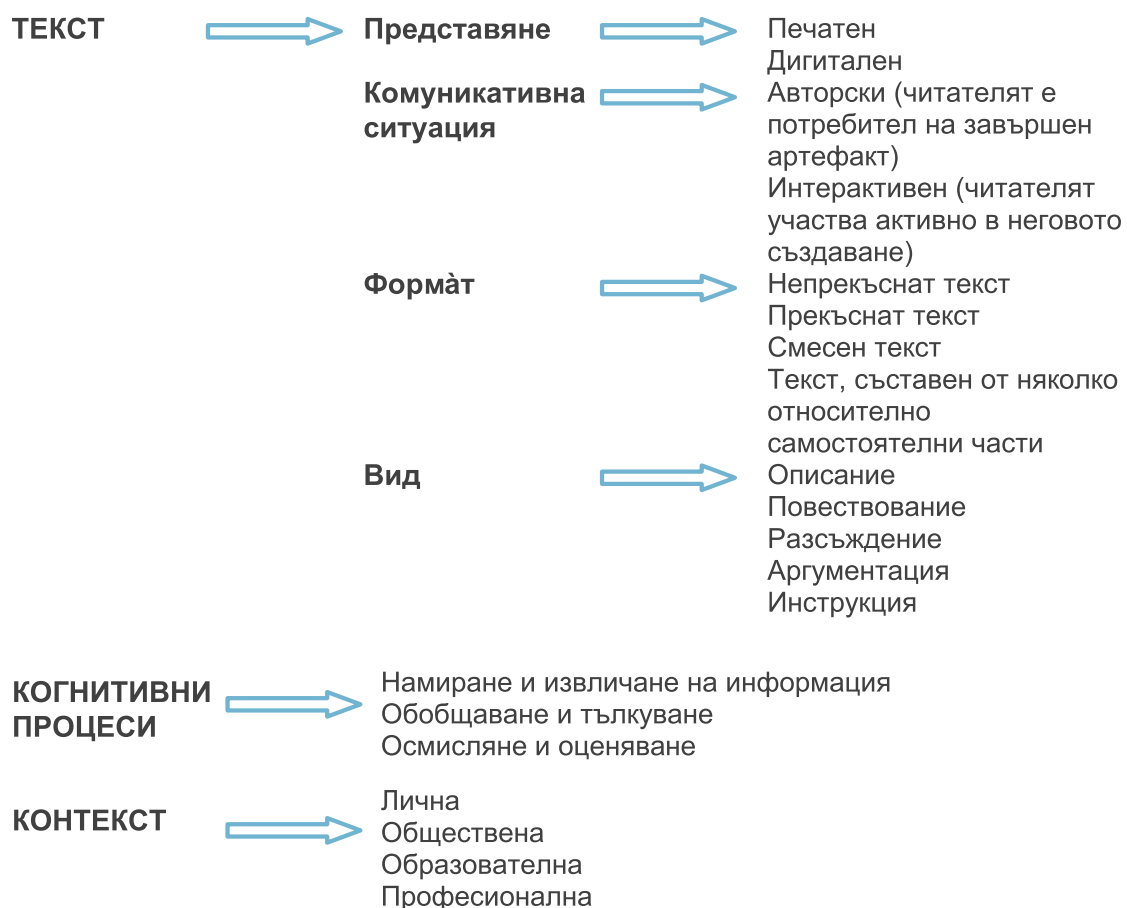 ТЕКСТ
Представяне
Печатен
Дигитален
Комуникативна
ситуация
Авторски (читателят е
потребител на завършен
артефакт)
Интерактивен (читателят
участва активно в неговото
създаване)
Форма̀т
Непрекъснат текст
Прекъснат текст
Смесен текст
Текст, съставен от няколко
относително
самостоятелни части
Вид
Описание
Повествование
Разсъждение
Аргументация
Инструкция
КОГНИТИВНИ
ПРОЦЕСИ
Намиране и извличане на информация
Обобщаване и тълкуване
Осмисляне и оценяване
КОНТЕКСТ
Лична
Обществена
Образователна
Професионална